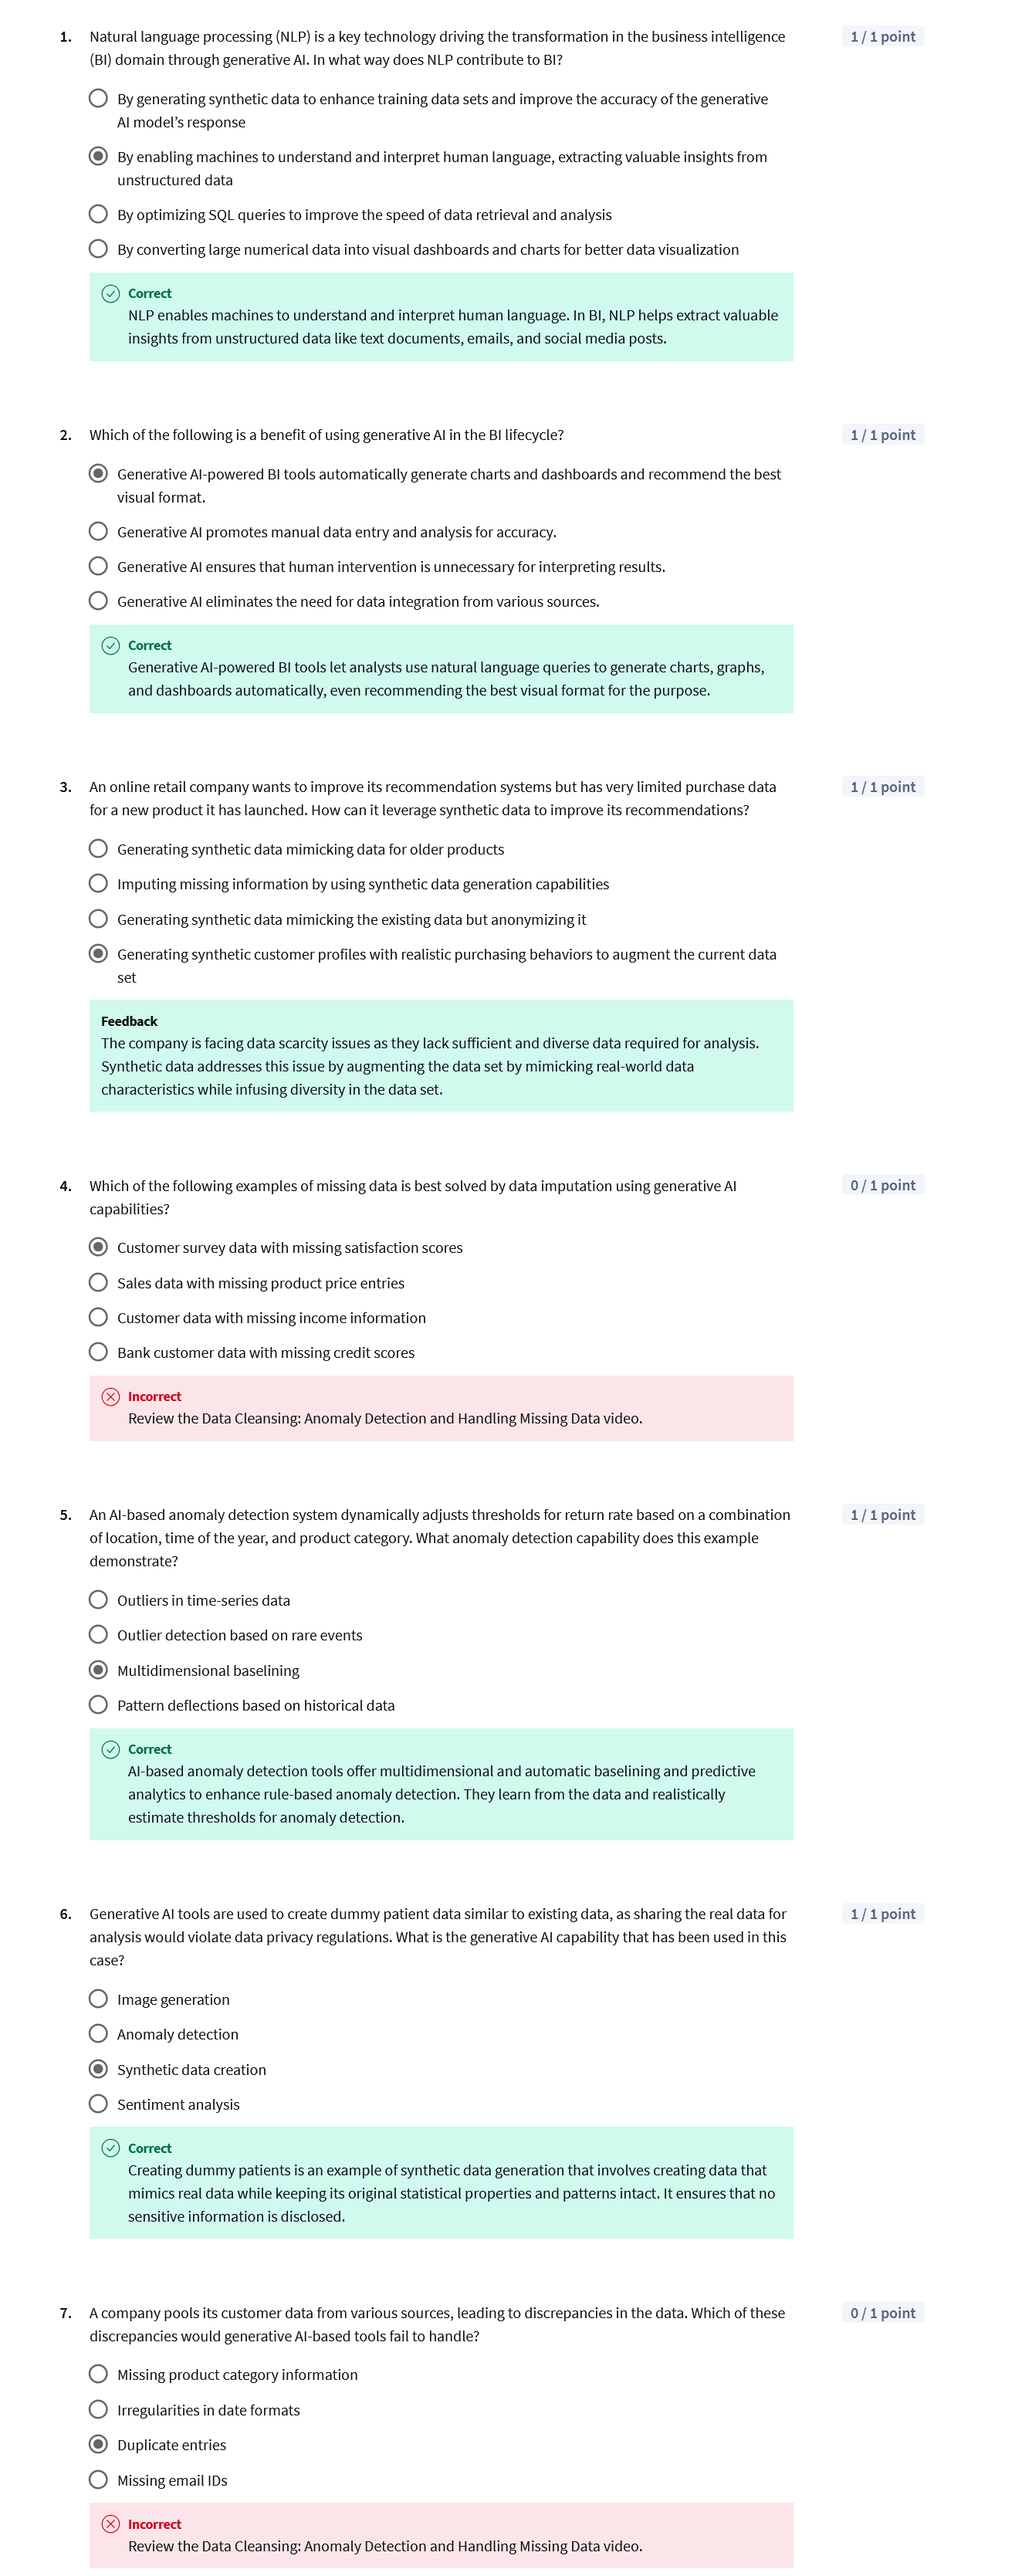 1. Natural language processing (NLP) is a key technology driving the transformation in the business intelligence
1 / 1 point
(BI) domain through generative AI. In what way does NLP contribute to BI?
By generating synthetic data to enhance training data sets and improve the accuracy of the generative
AI model’s response
By enabling machines to understand and interpret human language, extracting valuable insights from
unstructured data
By optimizing SQL queries to improve the speed of data retrieval and analysis
By converting large numerical data into visual dashboards and charts for better data visualization
Correct
NLP enables machines to understand and interpret human language. In BI, NLP helps extract valuable
insights from unstructured data like text documents, emails, and social media posts.
2. Which of the following is a benefit of using generative AI in the BI lifecycle?
1 / 1 point
Generative AI-powered BI tools automatically generate charts and dashboards and recommend the best
visual format.
Generative AI promotes manual data entry and analysis for accuracy.
Generative AI ensures that human intervention is unnecessary for interpreting results.
Generative AI eliminates the need for data integration from various sources.
Correct
Generative AI-powered BI tools let analysts use natural language queries to generate charts, graphs,
and dashboards automatically, even recommending the best visual format for the purpose.
3. An online retail company wants to improve its recommendation systems but has very limited purchase data
1 / 1 point
for a new product it has launched. How can it leverage synthetic data to improve its recommendations?
Generating synthetic data mimicking data for older products
Imputing missing information by using synthetic data generation capabilities
Generating synthetic data mimicking the existing data but anonymizing it
Generating synthetic customer profiles with realistic purchasing behaviors to augment the current data
set
Feedback
The company is facing data scarcity issues as they lack sufficient and diverse data required for analysis.
Synthetic data addresses this issue by augmenting the data set by mimicking real-world data
characteristics while infusing diversity in the data set.
4. Which of the following examples of missing data is best solved by data imputation using generative AI
0 / 1 point
capabilities?
Customer survey data with missing satisfaction scores
Sales data with missing product price entries
Customer data with missing income information
Bank customer data with missing credit scores
Incorrect
Review the Data Cleansing: Anomaly Detection and Handling Missing Data video.
5. An AI-based anomaly detection system dynamically adjusts thresholds for return rate based on a combination
1 / 1 point
of location, time of the year, and product category. What anomaly detection capability does this example
demonstrate?
Outliers in time-series data
Outlier detection based on rare events
Multidimensional baselining
Pattern deflections based on historical data
Correct
AI-based anomaly detection tools offer multidimensional and automatic baselining and predictive
analytics to enhance rule-based anomaly detection. They learn from the data and realistically
estimate thresholds for anomaly detection.
6. Generative AI tools are used to create dummy patient data similar to existing data, as sharing the real data for
1 / 1 point
analysis would violate data privacy regulations. What is the generative AI capability that has been used in this
case?
Image generation
Anomaly detection
Synthetic data creation
Sentiment analysis
Correct
Creating dummy patients is an example of synthetic data generation that involves creating data that
mimics real data while keeping its original statistical properties and patterns intact. It ensures that no
sensitive information is disclosed.
7. A company pools its customer data from various sources, leading to discrepancies in the data. Which of these
0 / 1 point
discrepancies would generative AI-based tools fail to handle?
Missing product category information
Irregularities in date formats
Duplicate entries
Missing email IDs
Incorrect
Review the Data Cleansing: Anomaly Detection and Handling Missing Data video.